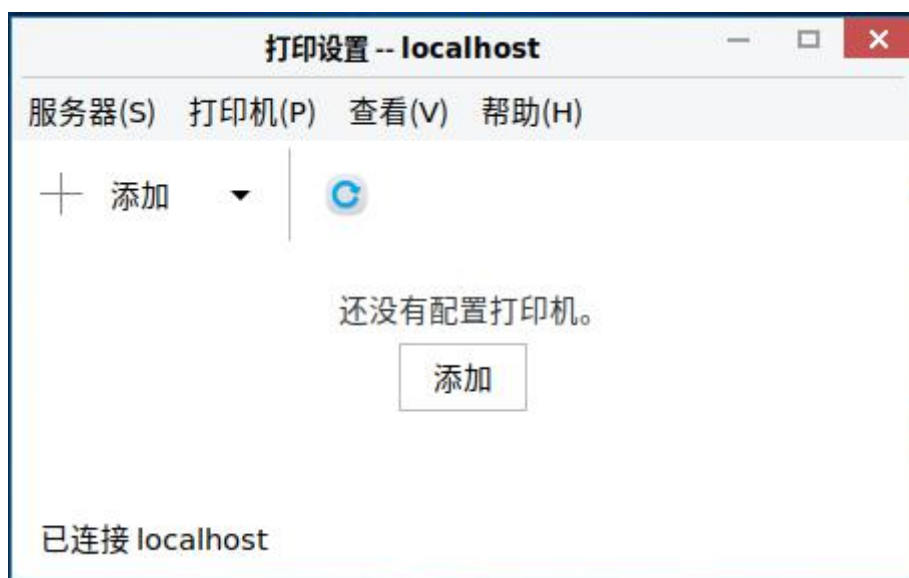 打印设置 -- localhost
服务器(S) 打印机(P) 查看(V) 帮助(H)
添加
还没有配置打印机。
添加
已连接 localhost